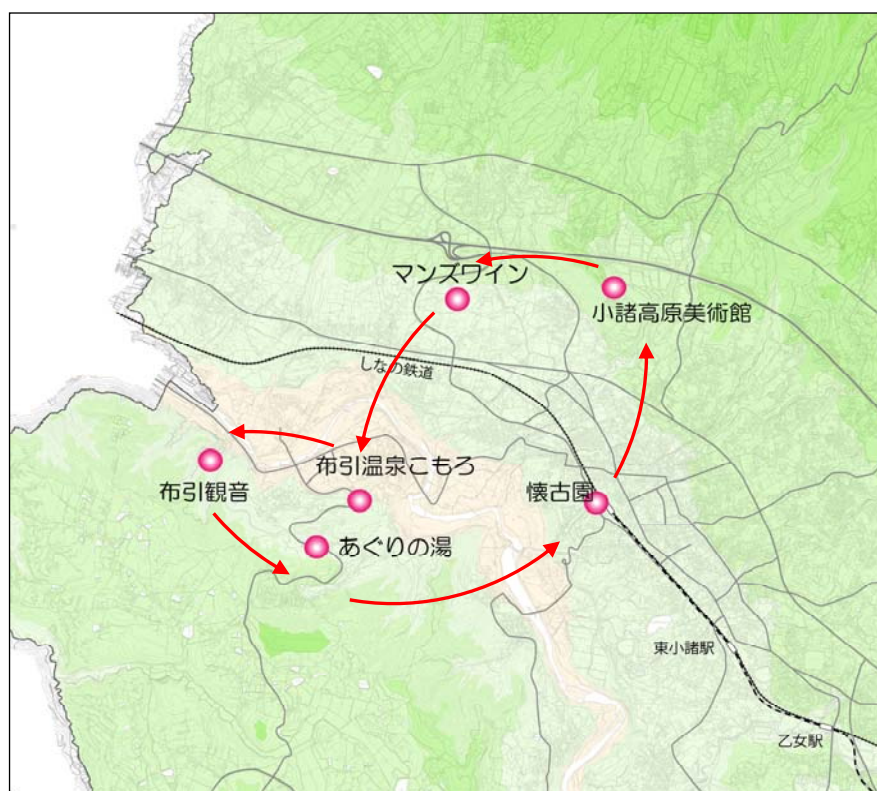 マンズワイン
小諸高原美術館
しなの鉄道
布引温泉こもろ
布引観音
懐古園
あぐりの湯
東小諸駅
乙女駅